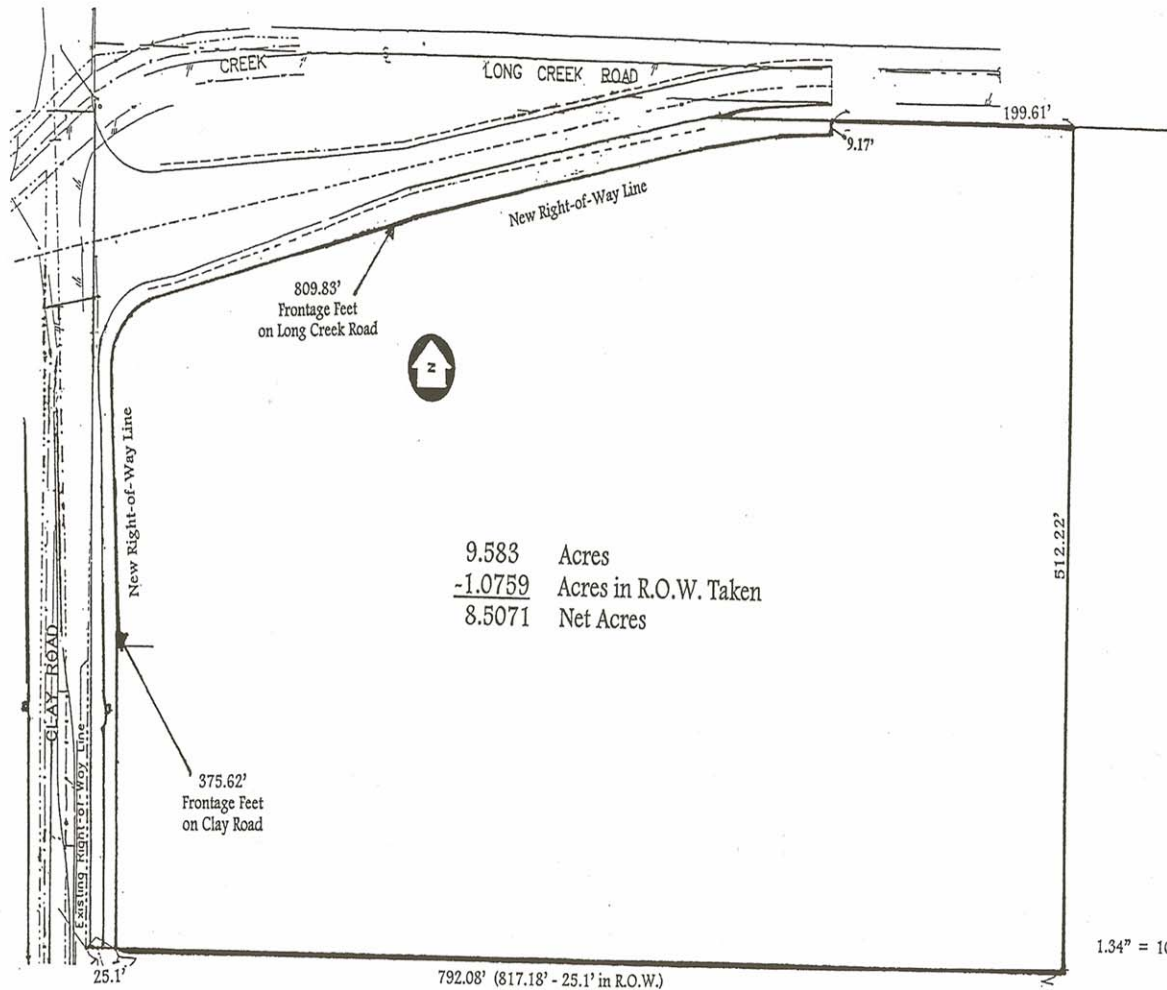 CREEK
LONG CREEK ROAD
199.61'
9.17'
New Right-of-Way Line
809.83'
Frontage Feet
on Long Creek Road
N
New Right-of-Way Line
9.583 Acres
-1.0759 Acres in R.O.W. Taken
8.5071 Net Acres
512.22'
CLAY ROAD
Existing Right-of-Way Line
375.62'
Frontage Feet
on Clay Road
1.34" = 10
25.1'
792.08' (817.18' - 25.1' in R.O.W.)